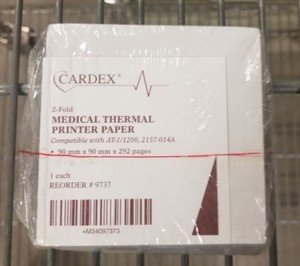 CARDEX®
Z-Fold
MEDICAL THERMAL
PRINTER PAPER
Compatible with AT-1/1200, 2157-014A
• 90 mm x 90 mm x 292 pages
1 each
REORDER # 9737
+M34097373